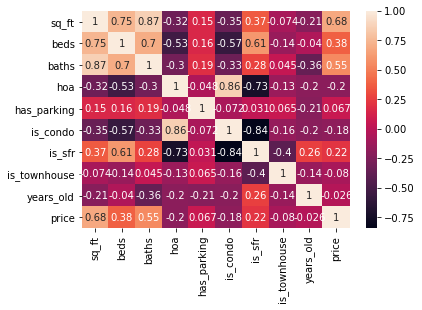 sq_ft 1 0.75 0.87 -0.32 0.15 -0.35 0.37 -0.074 -0.21 0.68
beds 0.75 1 0.7 -0.53 0.16 -0.57 0.61 -0.14 -0.04 0.38
baths 0.87 0.7 1 -0.3 0.19 -0.33 0.28 0.045 -0.36 0.55
hoa -0.32 -0.53 -0.3 1 -0.048 0.86 -0.73 -0.13 -0.2 -0.2
has_parking 0.15 0.16 0.19 -0.048 1 -0.072 0.031 0.065 -0.21 0.067
is_condo -0.35 -0.57 -0.33 0.86 -0.072 1 -0.84 -0.16 -0.2 -0.18
is_sfr 0.37 0.61 0.28 -0.73 0.031 -0.84 1 -0.4 0.26 0.22
is_townhouse -0.074 -0.14 0.045 -0.13 0.065 -0.16 -0.4 1 -0.14 -0.08
years_old -0.21 -0.04 -0.36 -0.2 -0.21 -0.2 0.26 -0.14 1 -0.026
price 0.68 0.38 0.55 -0.2 0.067 -0.18 0.22 -0.08 -0.026 1
sq_ft beds baths hoa has_parking is_condo is_sfr is_townhouse years_old price
1.00
0.75
0.50
0.25
0.00
-0.25
-0.50
-0.75